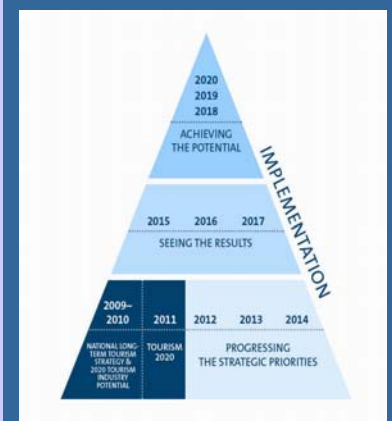 2020
2019
2018
ACHIEVING
THE POTENTIAL
IMPLEMENTATION
2015 2016 2017
SEEING THE RESULTS
2009–
2010
NATIONAL LONG-
TERM TOURISM
STRATEGY &
2020 TOURISM
INDUSTRY
POTENTIAL
2011
TOURISM
2020
2012 2013 2014
PROGRESSING
THE STRATEGIC PRIORITIES